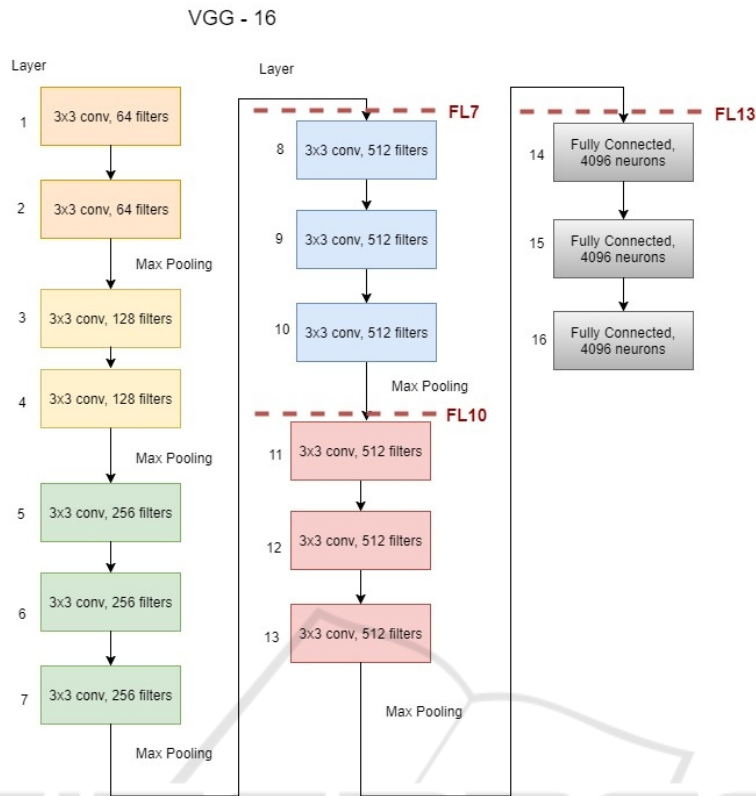 VGG - 16
Layer
1
3x3 conv, 64 filters
2
3x3 conv, 64 filters
Max Pooling
3
3x3 conv, 128 filters
4
3x3 conv, 128 filters
Max Pooling
5
3x3 conv, 256 filters
6
3x3 conv, 256 filters
7
3x3 conv, 256 filters
Max Pooling
Layer
FL7
8
3x3 conv, 512 filters
9
3x3 conv, 512 filters
10
3x3 conv, 512 filters
Max Pooling
FL10
11
3x3 conv, 512 filters
12
3x3 conv, 512 filters
13
3x3 conv, 512 filters
Max Pooling
FL13
14
Fully Connected,
4096 neurons
15
Fully Connected,
4096 neurons
16
Fully Connected,
4096 neurons